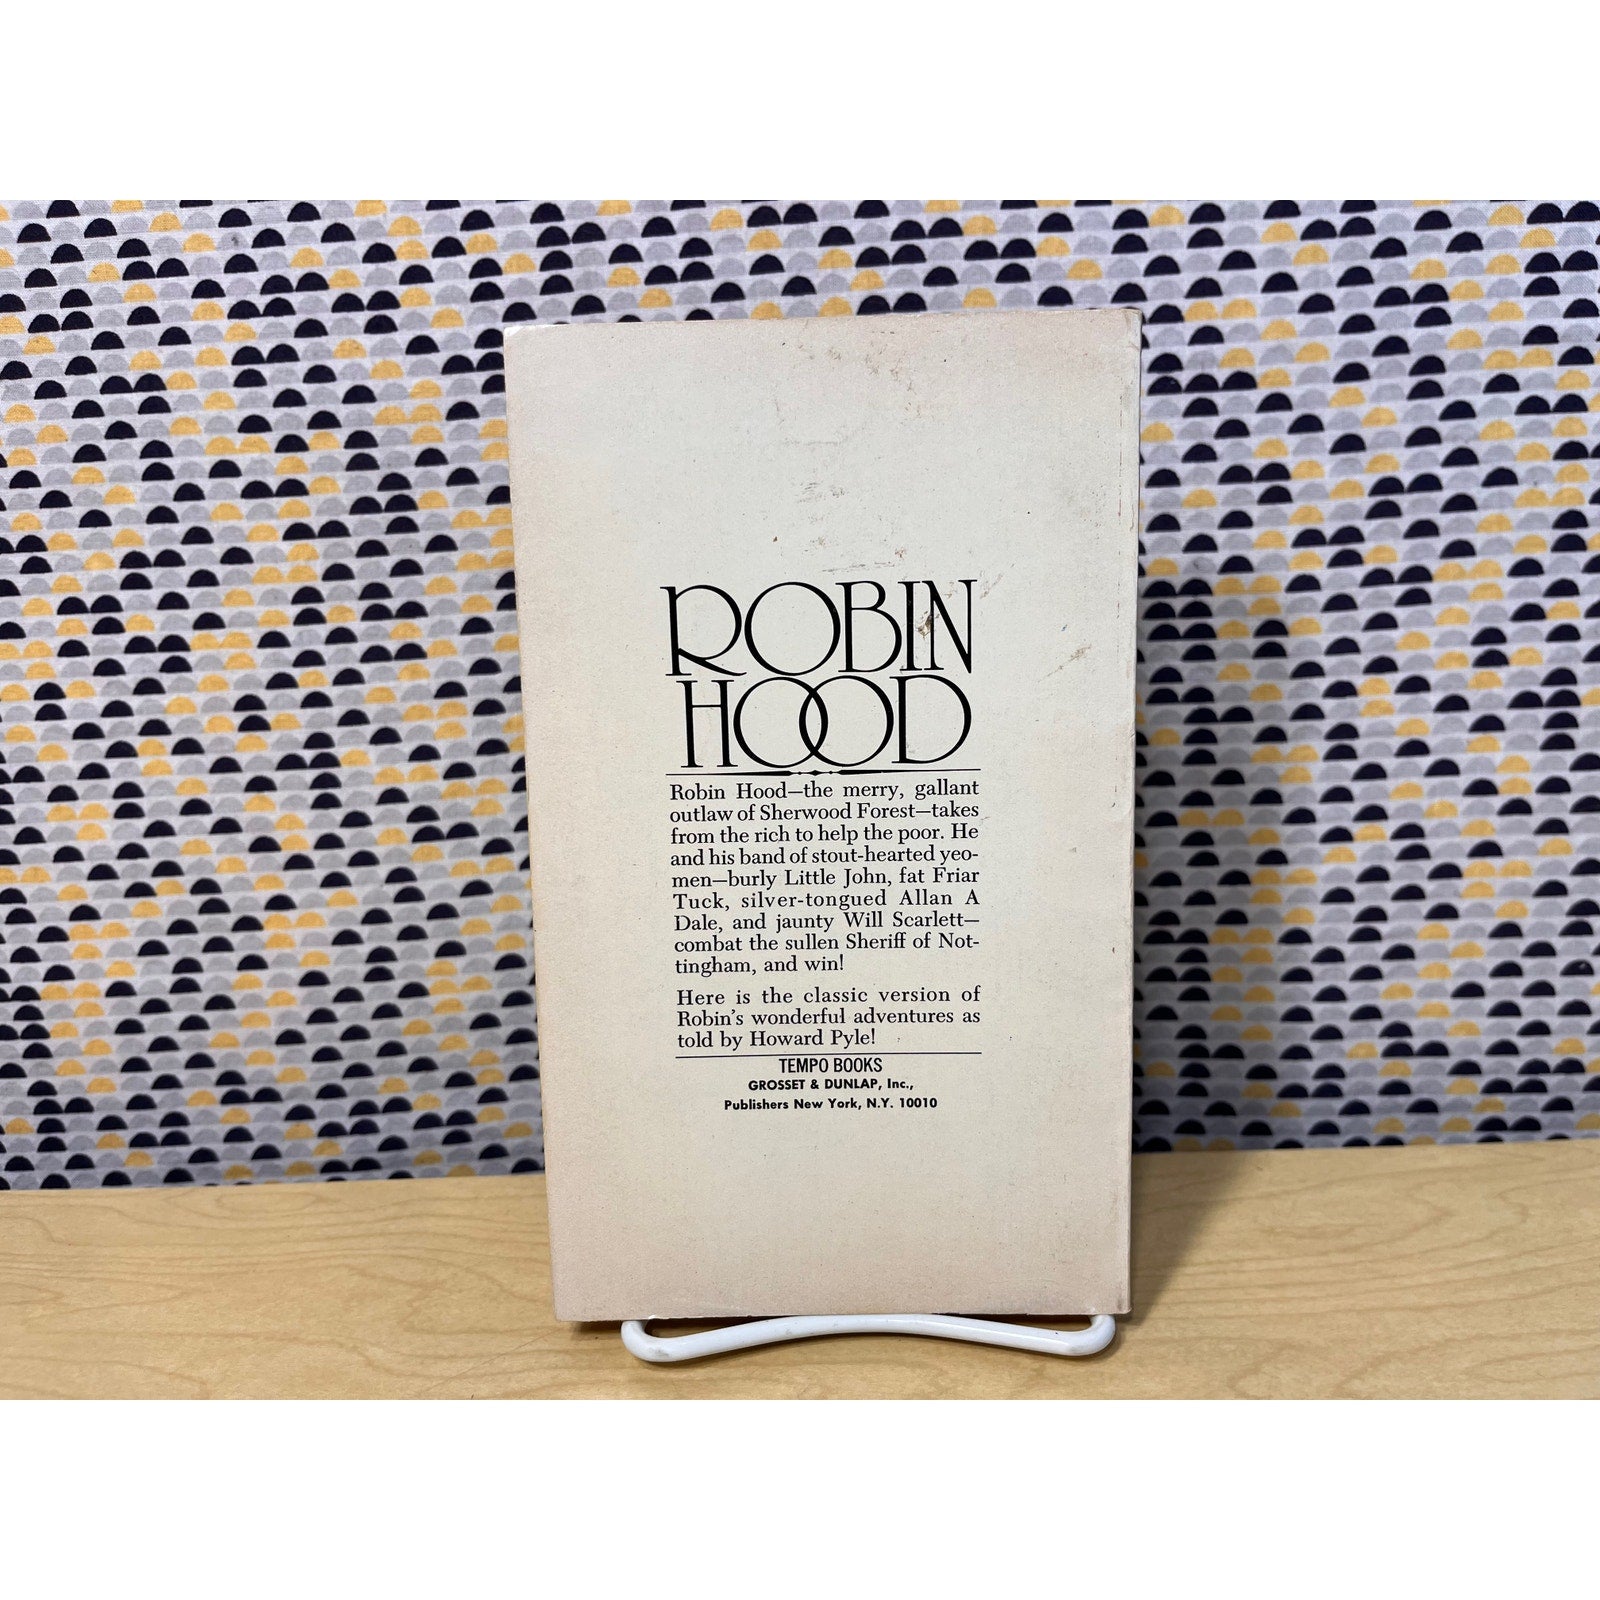 ROBIN
HOOD
Robin Hood—the merry, gallant
outlaw of Sherwood Forest—takes
from the rich to help the poor. He
and his band of stout-hearted yeo-
men—burly Little John, fat Friar
Tuck, silver-tongued Allan A
Dale, and jaunty Will Scarlett—
combat the sullen Sheriff of Not-
tingham, and win!
Here is the classic version of
Robin's wonderful adventures as
told by Howard Pyle!
TEMPO BOOKS
GROSSET & DUNLAP, Inc.,
Publishers New York, N.Y. 10010